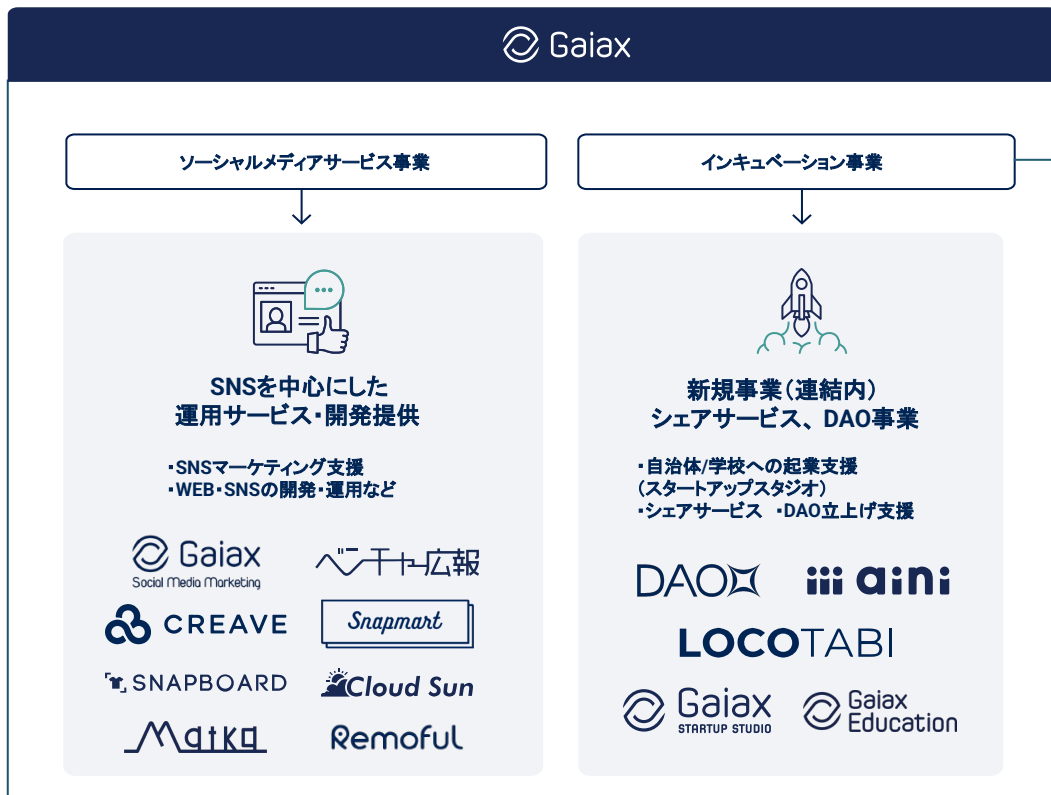 Gaiax
ソーシャルメディアサービス事業
SNSを中心にした
運用サービス・開発提供
・SNSマーケティング支援
・WEB・SNSの開発・運用など
Gaiax
Social Media Marketing
ベンチャー広報
CREAVE
Snapmart
SNAPBOARD
Cloud Sun
Matka
Remoful
インキュベーション事業
新規事業（連結内）
シェアサービス、DAO事業
・自治体/学校への起業支援
（スタートアップスタジオ）
・シェアサービス ・DAO立上げ支援
DAOX
aini
LOCOTABI
Gaiax
STARTUP STUDIO
Gaiax
Education